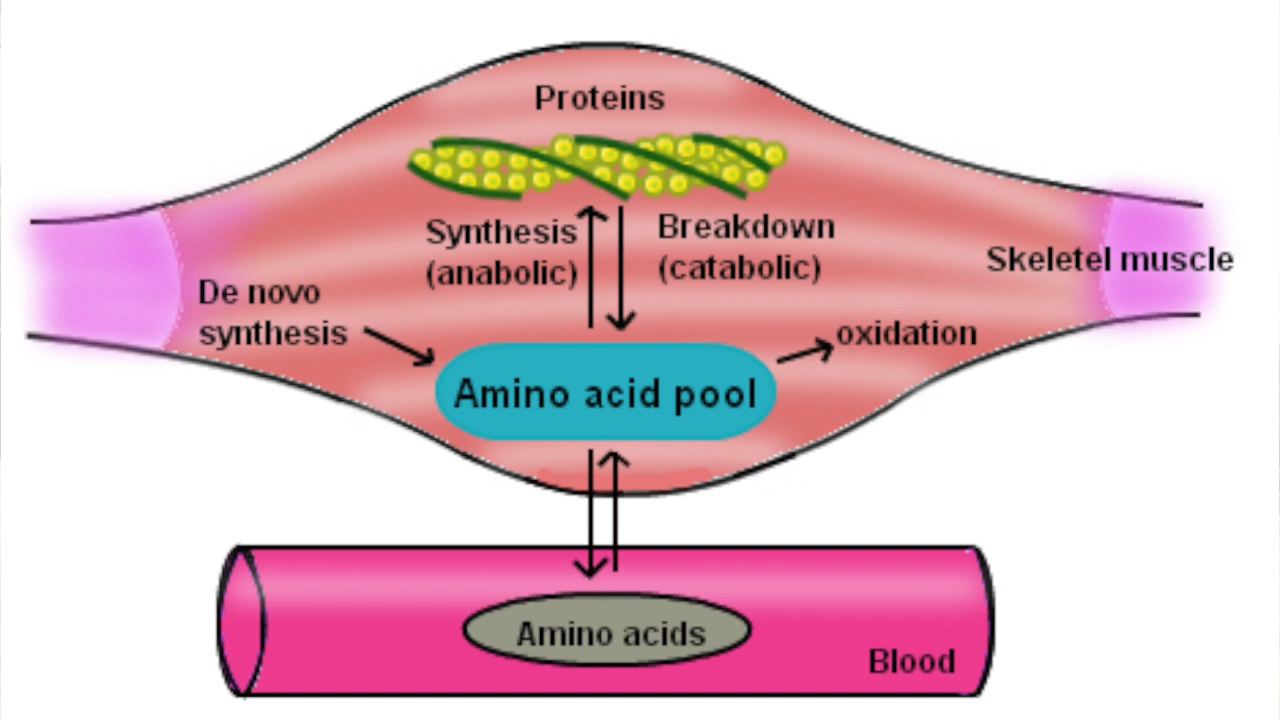 Proteins
Synthesis
(anabolic)
Breakdown
(catabolic)
Skeletel muscle
De novo
synthesis
oxidation
Amino acid pool
Amino acids
Blood